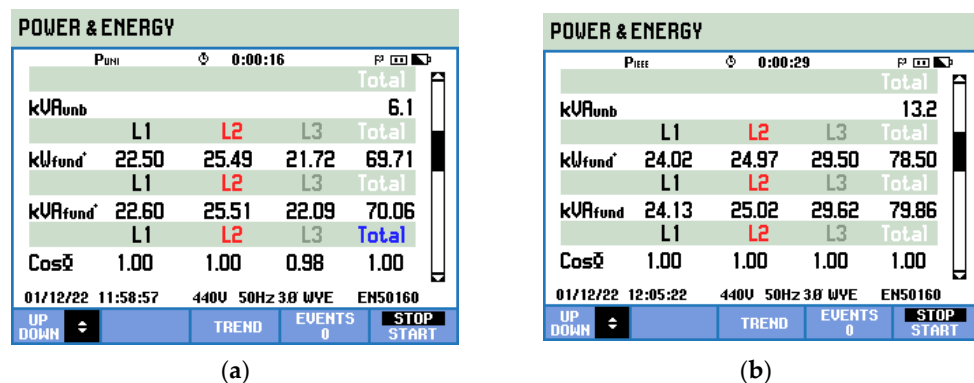 POWER & ENERGY
PUNI 0:00:16
Total
kVAunb 6.1
L1 L2 L3 Total
kWfund+ 22.50 25.49 21.72 69.71
L1 L2 L3 Total
kVAfund+ 22.60 25.51 22.09 70.06
L1 L2 L3 Total
CosΦ 1.00 1.00 0.98 1.00
01/12/22 11:58:57 440V 50Hz 3Ø WYE EN50160
UP DOWN TREND EVENTS 0 STOP START
(a)
POWER & ENERGY
PIEEE 0:00:29
Total
kVAunb 13.2
L1 L2 L3 Total
kWfund+ 24.02 24.97 29.50 78.50
L1 L2 L3 Total
kVAfund 24.13 25.02 29.62 79.86
L1 L2 L3 Total
CosΦ 1.00 1.00 1.00 1.00
01/12/22 12:05:22 440V 50Hz 3Ø WYE EN50160
UP DOWN TREND EVENTS 0 STOP START
(b)